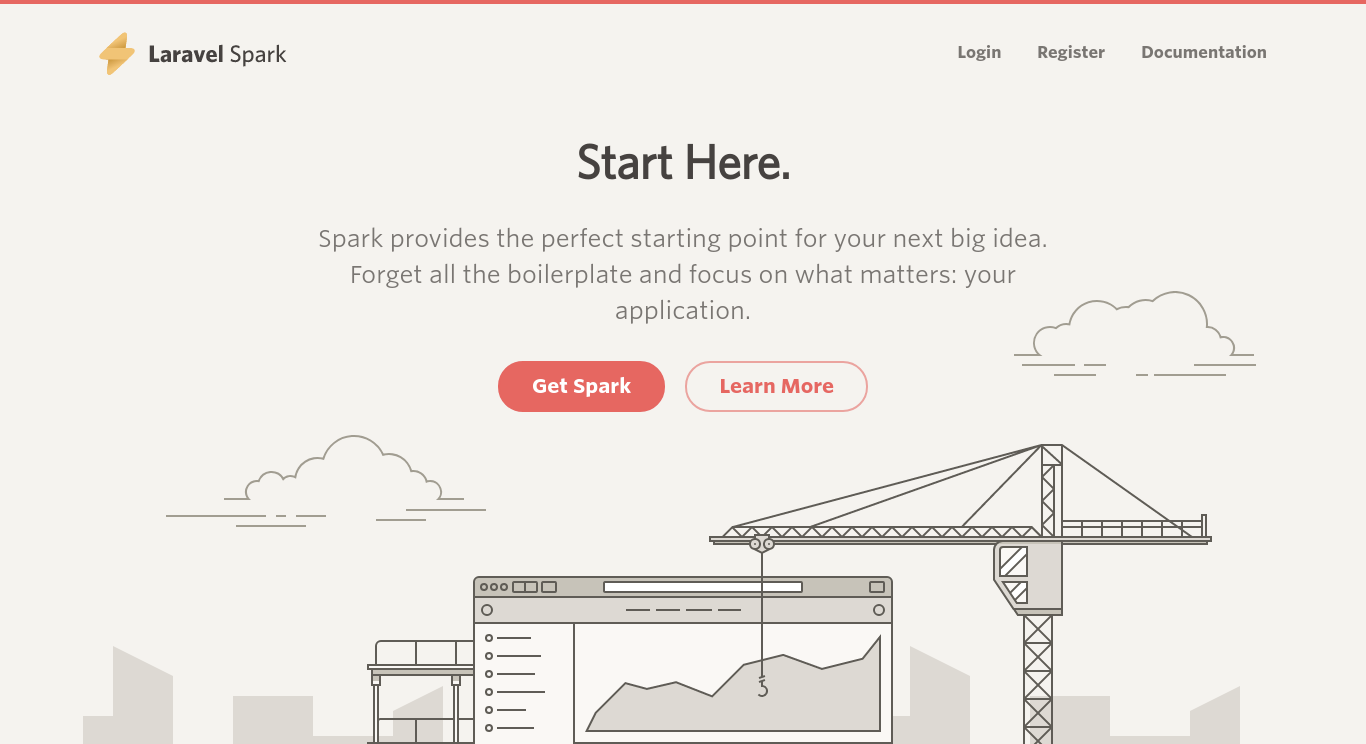 Laravel Spark
Login Register Documentation
Start Here.
Spark provides the perfect starting point for your next big idea.
Forget all the boilerplate and focus on what matters: your
application.
Get Spark Learn More